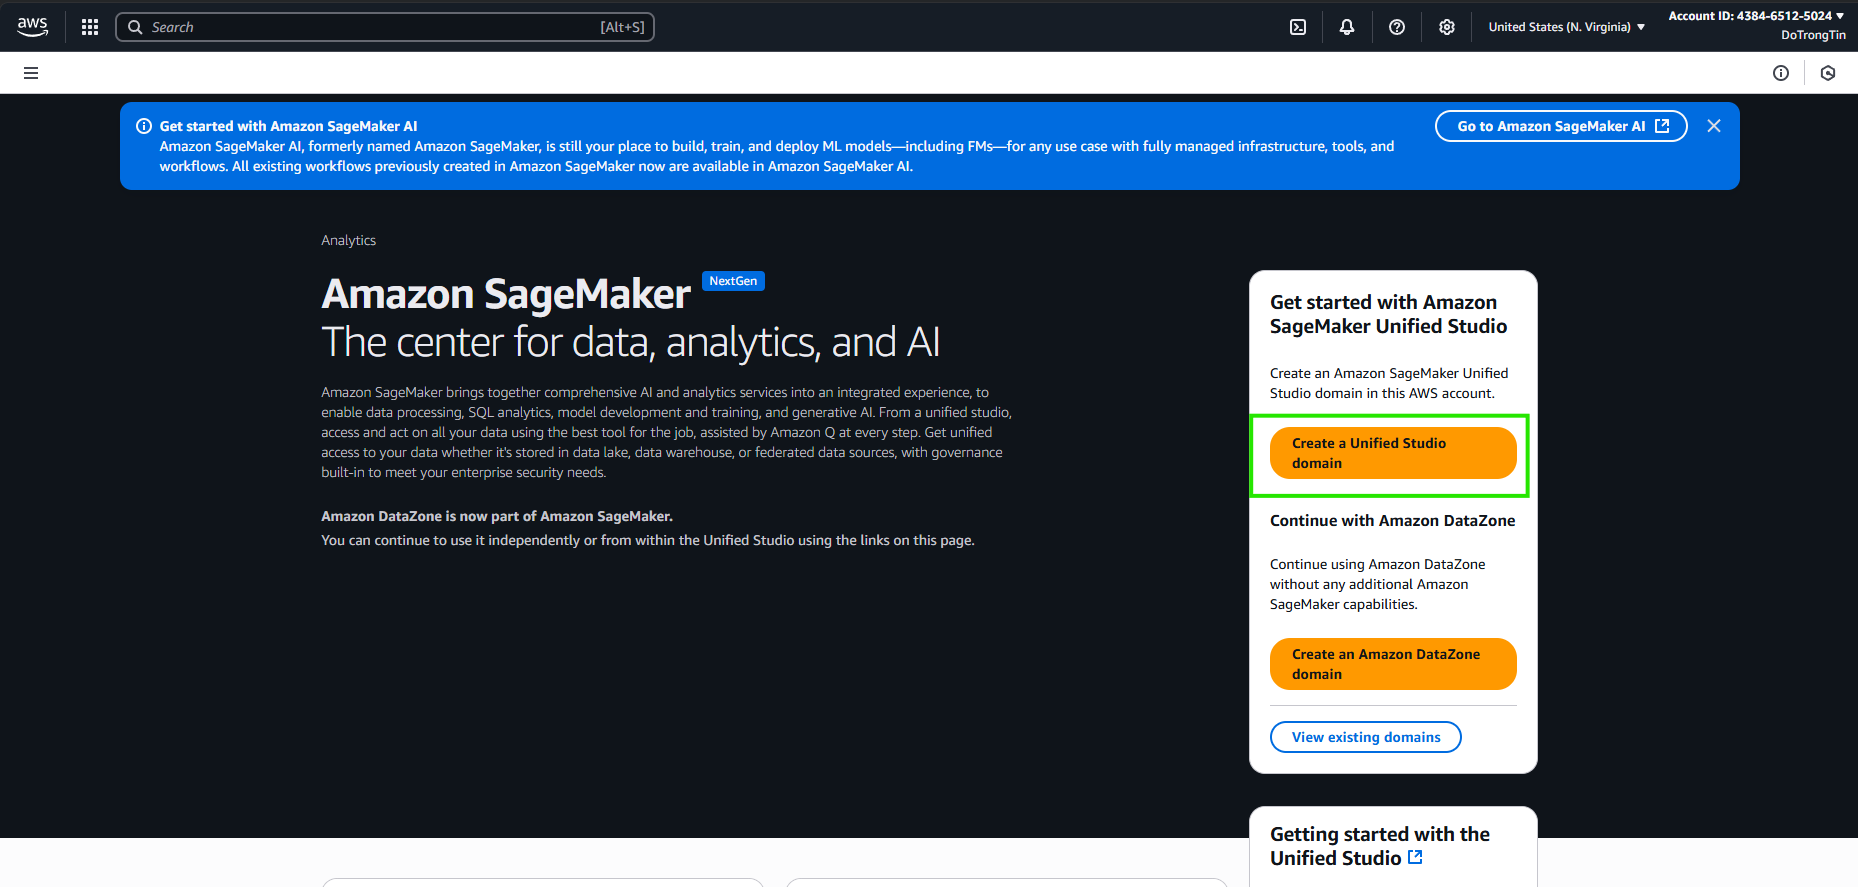 aws
Search
[Alt+S]
United States (N. Virginia)
Account ID: 4384-6512-5024
DoTrongTin
Get started with Amazon SageMaker AI
Amazon SageMaker AI, formerly named Amazon SageMaker, is still your place to build, train, and deploy ML models—including FMs—for any use case with fully managed infrastructure, tools, and
workflows. All existing workflows previously created in Amazon SageMaker now are available in Amazon SageMaker AI.
Go to Amazon SageMaker AI
Analytics
Amazon SageMaker
NextGen
The center for data, analytics, and AI
Amazon SageMaker brings together comprehensive AI and analytics services into an integrated experience, to
enable data processing, SQL analytics, model development and training, and generative AI. From a unified studio,
access and act on all your data using the best tool for the job, assisted by Amazon Q at every step. Get unified
access to your data whether it's stored in data lake, data warehouse, or federated data sources, with governance
built-in to meet your enterprise security needs.
Amazon DataZone is now part of Amazon SageMaker.
You can continue to use it independently or from within the Unified Studio using the links on this page.
Get started with Amazon
SageMaker Unified Studio
Create an Amazon SageMaker Unified
Studio domain in this AWS account.
Create a Unified Studio
domain
Continue with Amazon DataZone
Continue using Amazon DataZone
without any additional Amazon
SageMaker capabilities.
Create an Amazon DataZone
domain
View existing domains
Getting started with the
Unified Studio